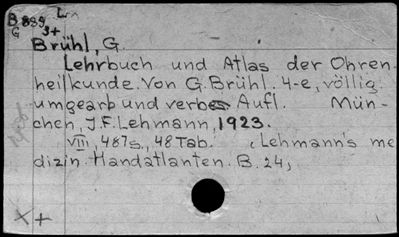 L
B 899
G 3+
Brühl, G.
Lehrbuch und Atlas der Ohren-
heilkunde. Von G. Brühl. 4-e, völlig
umgearb und verbes Aufl. Mün-
chen, J.F. Lehmann, 1923.
VIII, 487 s., 48 Tab. (Lehmann's me
dizin. Handatlanten. B. 24,
X +